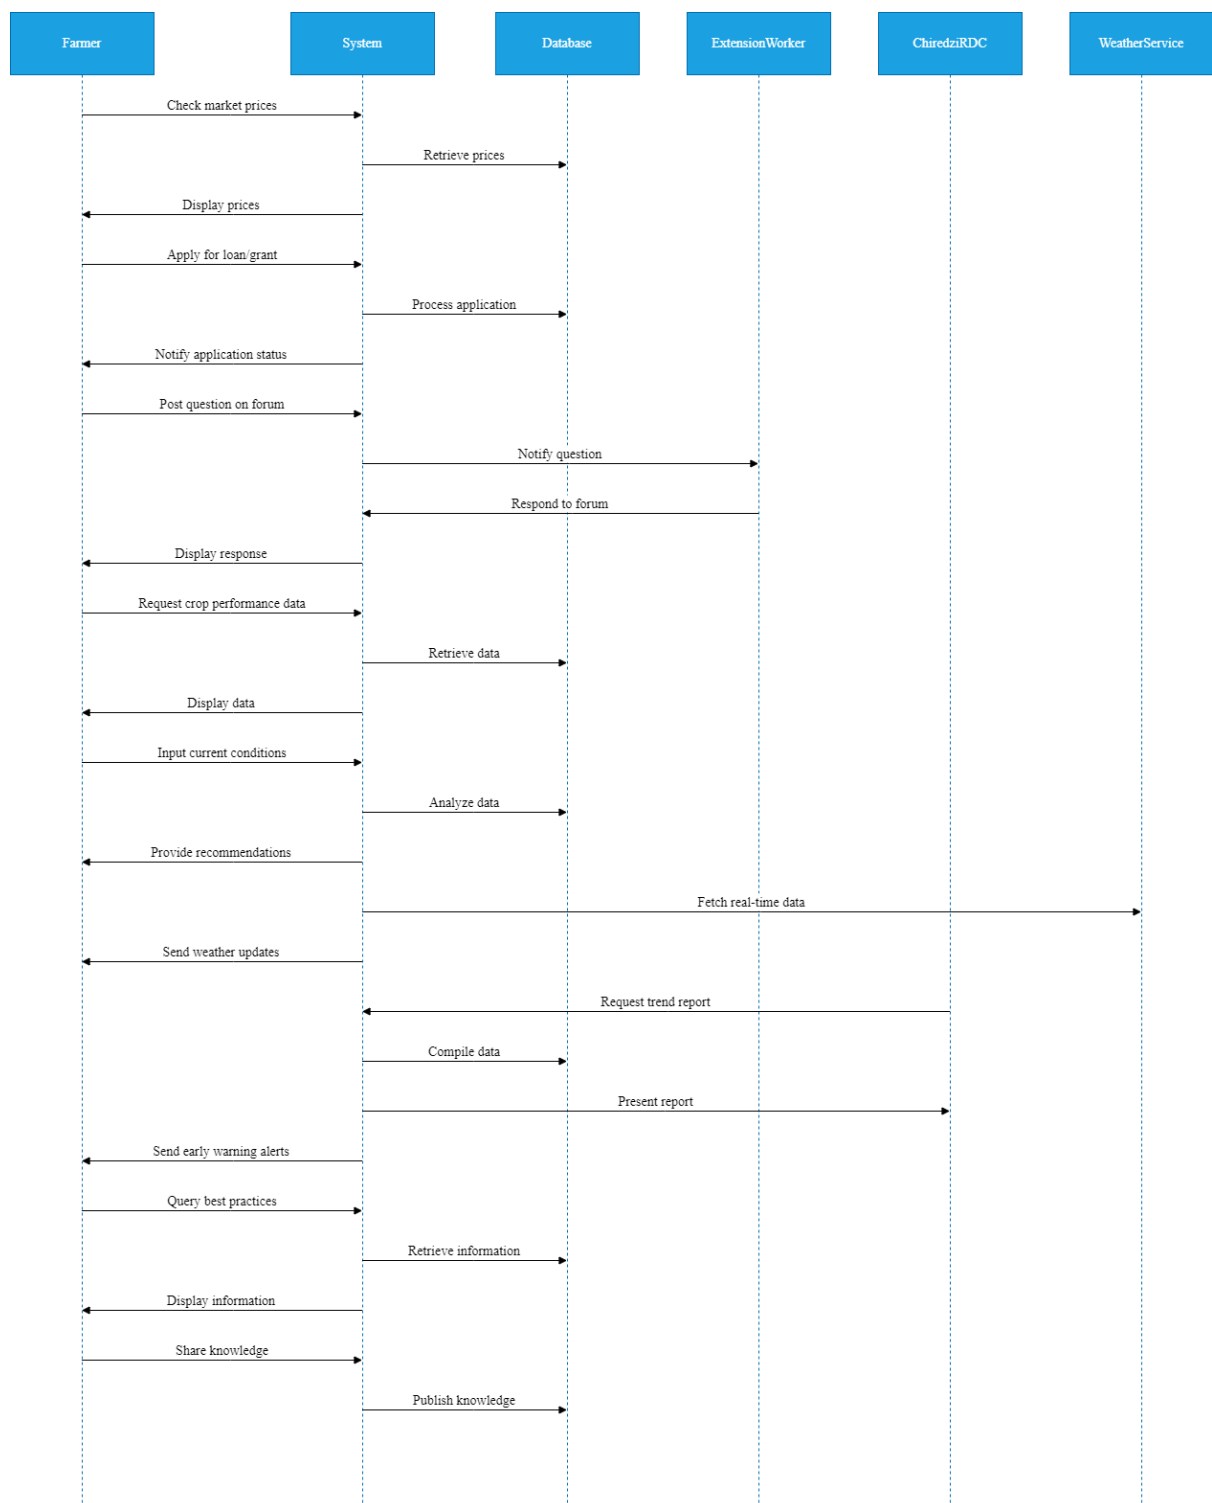 Farmer
System
Database
ExtensionWorker
ChiredziRDC
WeatherService
Check market prices
Retrieve prices
Display prices
Apply for loan/grant
Process application
Notify application status
Post question on forum
Notify question
Respond to forum
Display response
Request crop performance data
Retrieve data
Display data
Input current conditions
Analyze data
Provide recommendations
Fetch real-time data
Send weather updates
Request trend report
Compile data
Present report
Send early warning alerts
Query best practices
Retrieve information
Display information
Share knowledge
Publish knowledge